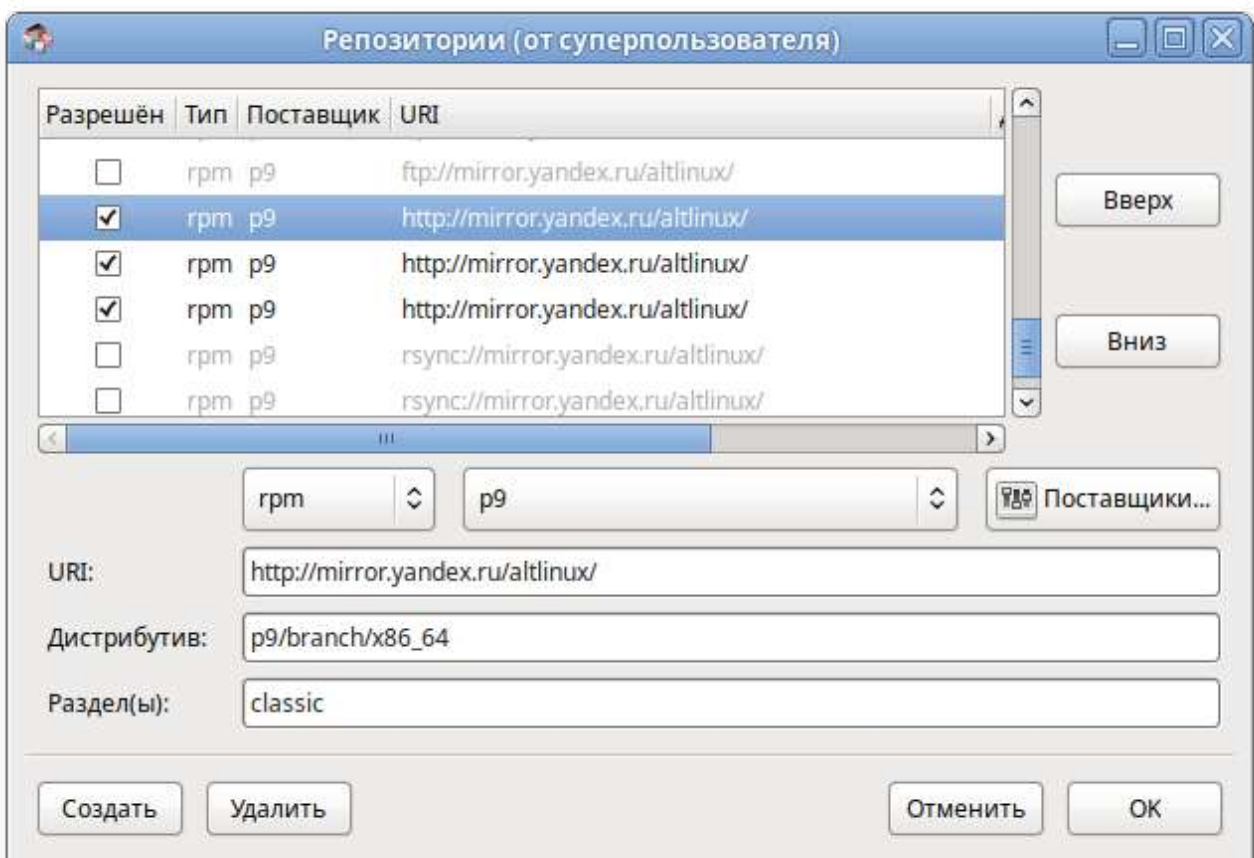 Репозитории (от суперпользователя)
Разрешён Тип Поставщик URI
rpm p9 ftp://mirror.yandex.ru/altlinux/
rpm p9 http://mirror.yandex.ru/altlinux/
rpm p9 http://mirror.yandex.ru/altlinux/
rpm p9 http://mirror.yandex.ru/altlinux/
rpm p9 rsync://mirror.yandex.ru/altlinux/
rpm p9 rsync://mirror.yandex.ru/altlinux/
Вверх
Вниз
rpm p9 Поставщики...
URI: http://mirror.yandex.ru/altlinux/
Дистрибутив: p9/branch/x86_64
Раздел(ы): classic
Создать Удалить Отменить OK